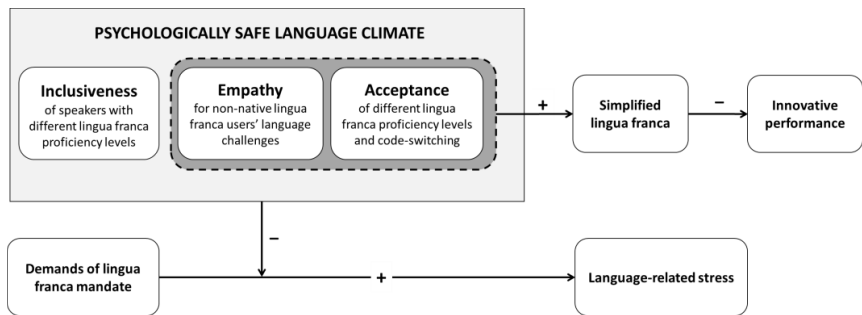 PSYCHOLOGICALLY SAFE LANGUAGE CLIMATE
Inclusiveness
of speakers with
different lingua franca
proficiency levels
Empathy
for non-native lingua
franca users' language
challenges
Acceptance
of different lingua
franca proficiency levels
and code-switching
+
Simplified
lingua franca
–
Innovative
performance
–
Demands of lingua
franca mandate
+
Language-related stress